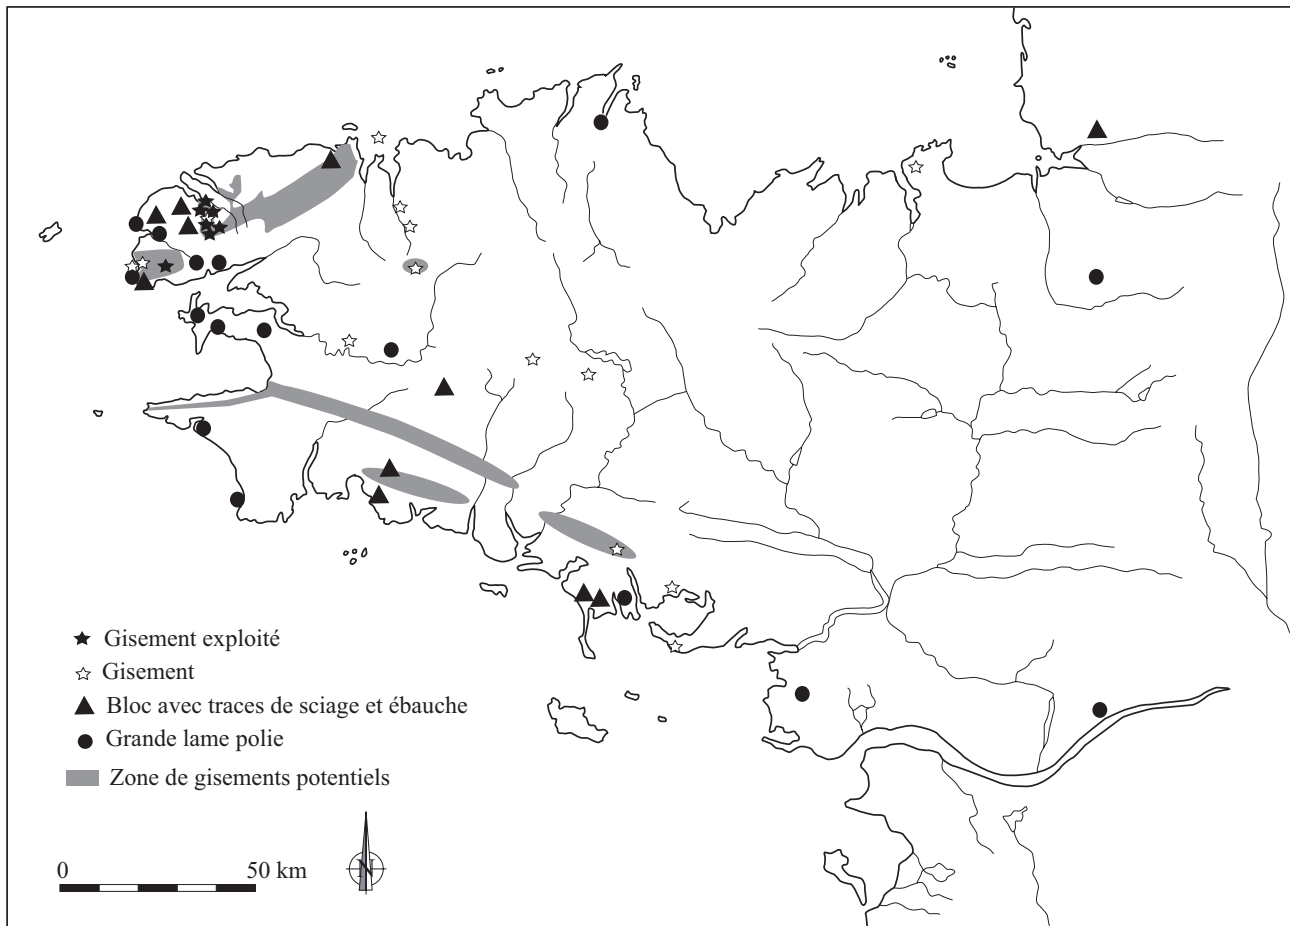 Gisement exploité
Gisement
Bloc avec traces de sciage et ébauche
Grande lame polie
Zone de gisements potentiels
N
0 50 km